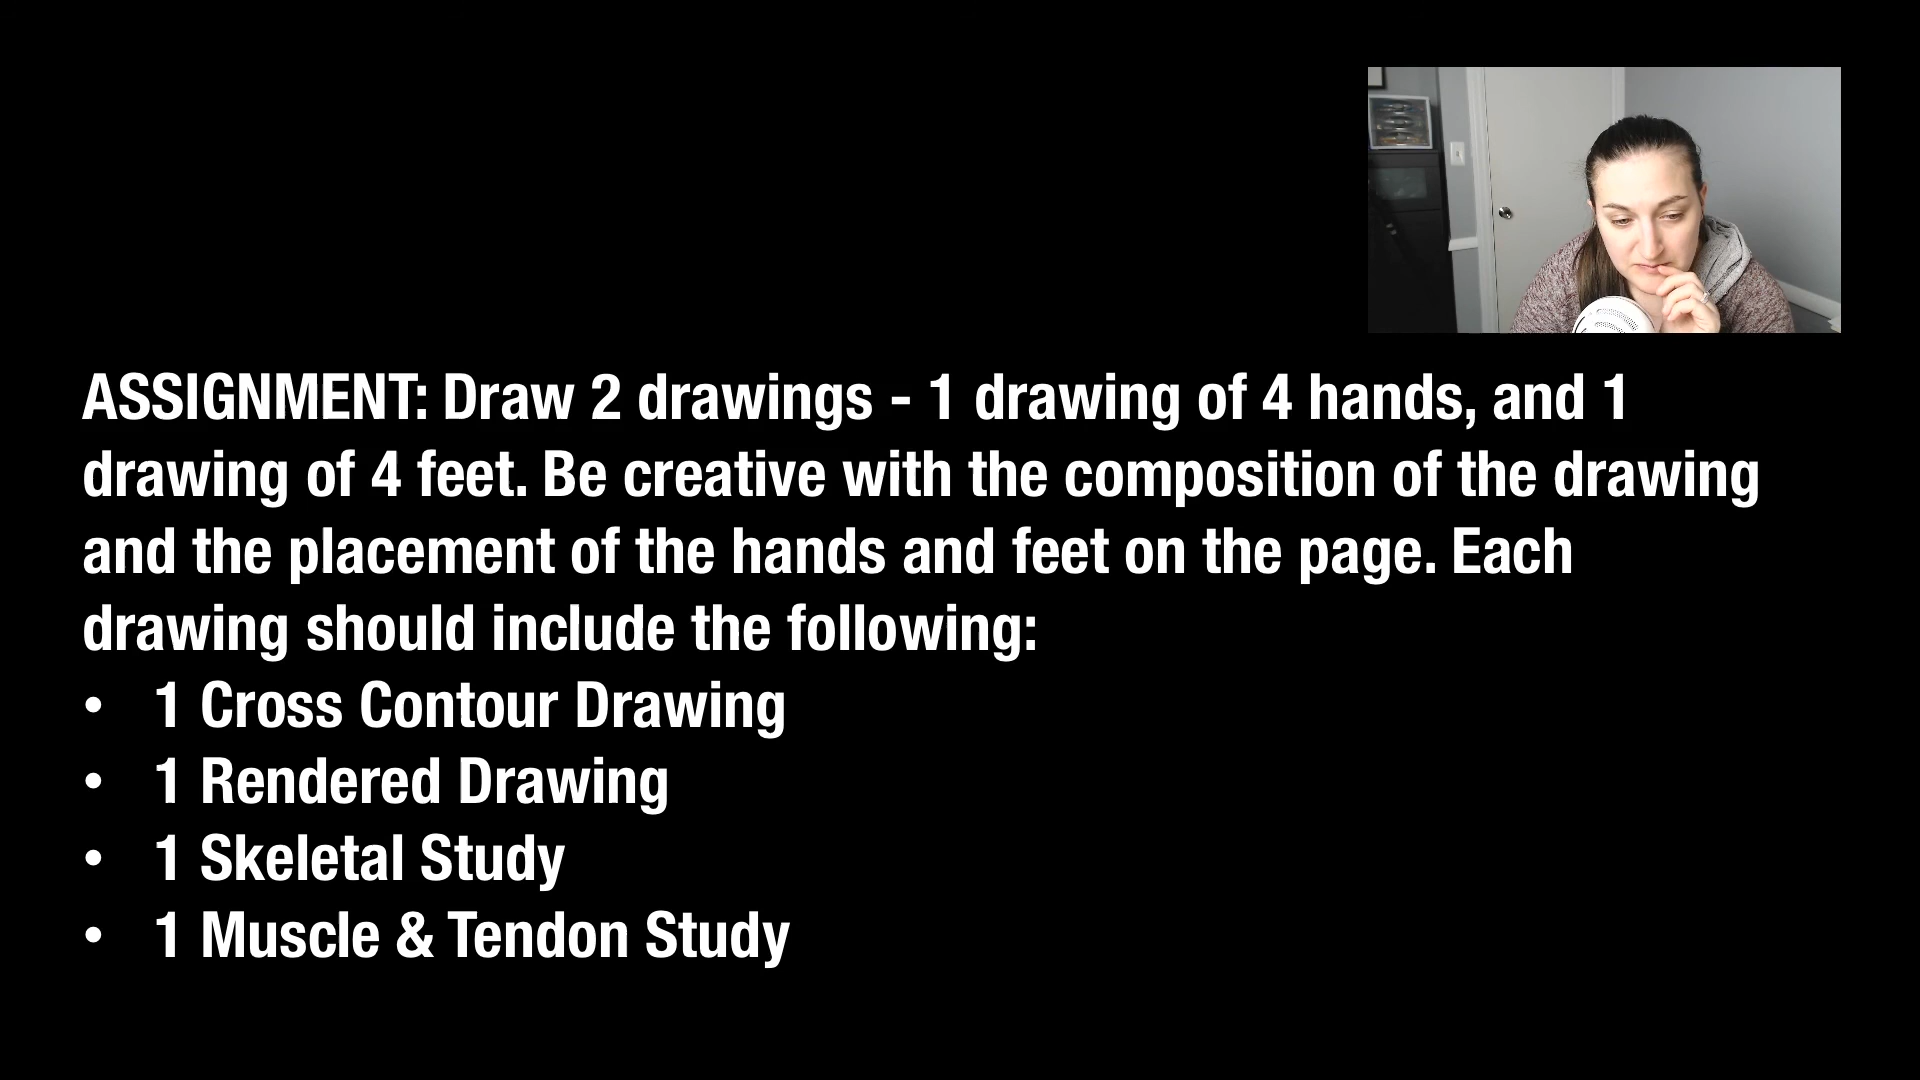 ASSIGNMENT: Draw 2 drawings - 1 drawing of 4 hands, and 1
drawing of 4 feet. Be creative with the composition of the drawing
and the placement of the hands and feet on the page. Each
drawing should include the following:
• 1 Cross Contour Drawing
• 1 Rendered Drawing
• 1 Skeletal Study
• 1 Muscle & Tendon Study